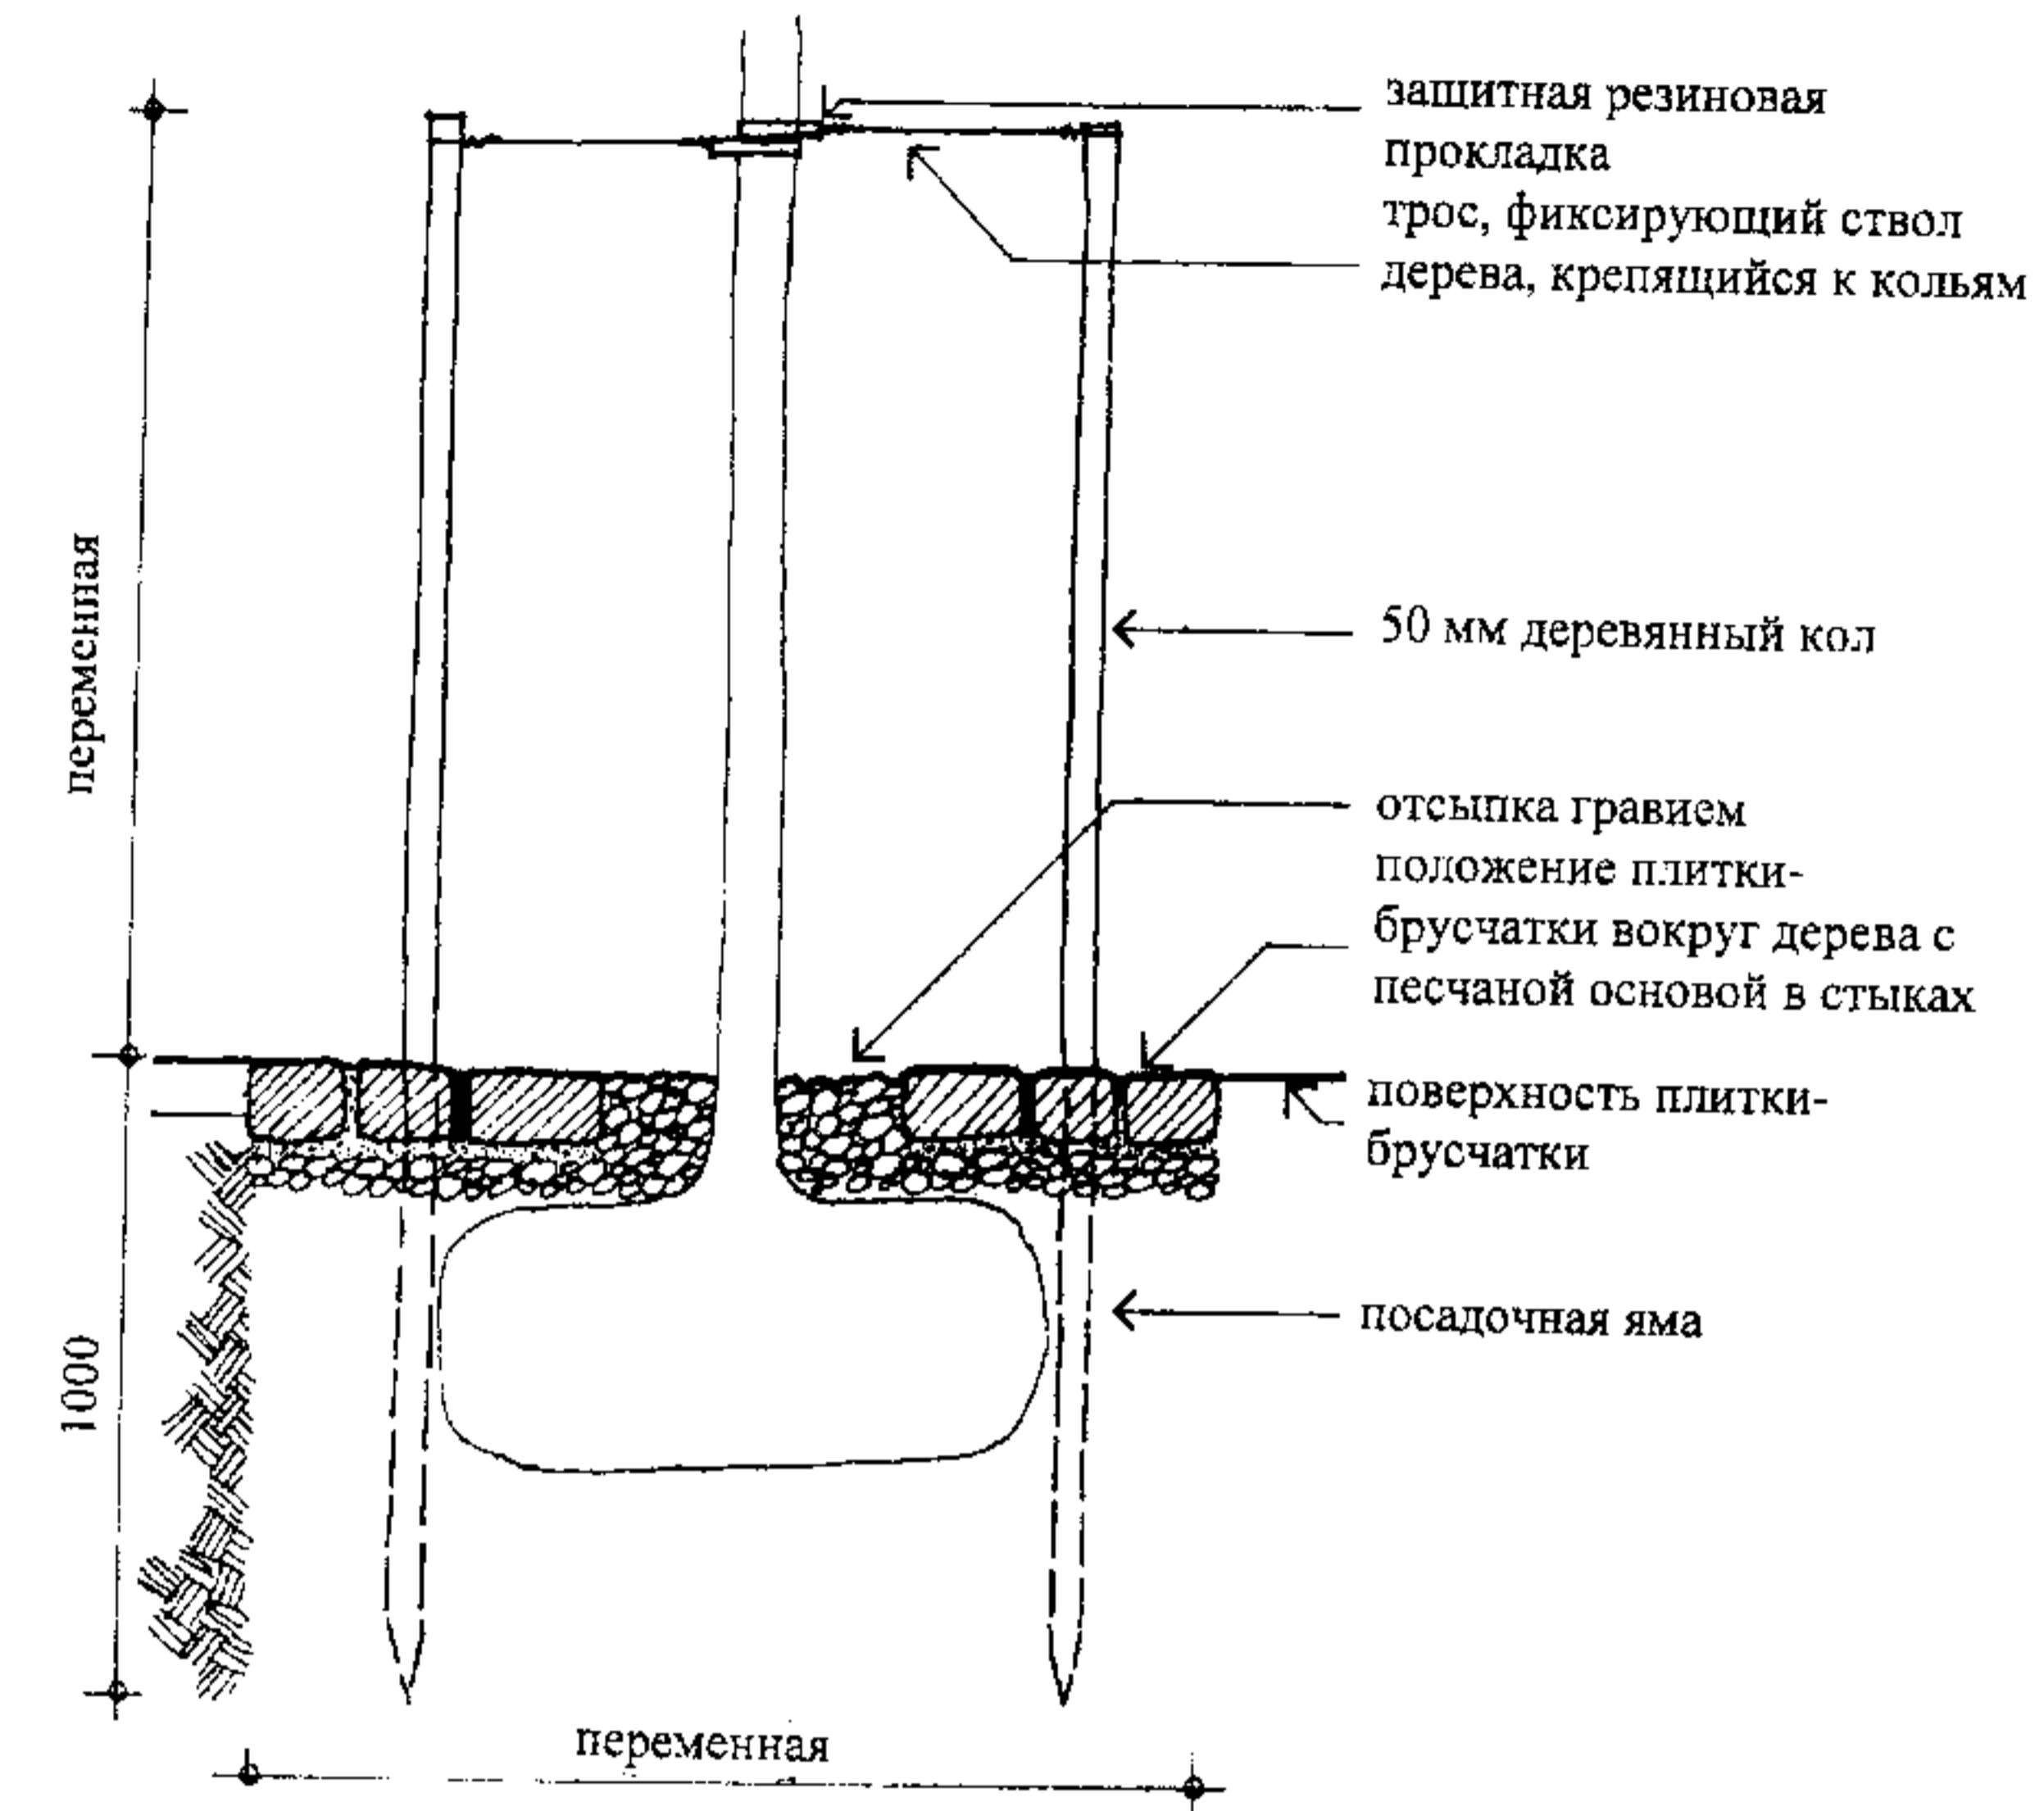 защитная резиновая
прокладка
трос, фиксирующий ствол
дерева, крепящийся к кольям
50 мм деревянный кол
отсыпка гравием
положение плитки-
брусчатки вокруг дерева с
песчаной основой в стыках
поверхность плитки-
брусчатки
посадочная яма
переменная
1000
переменная